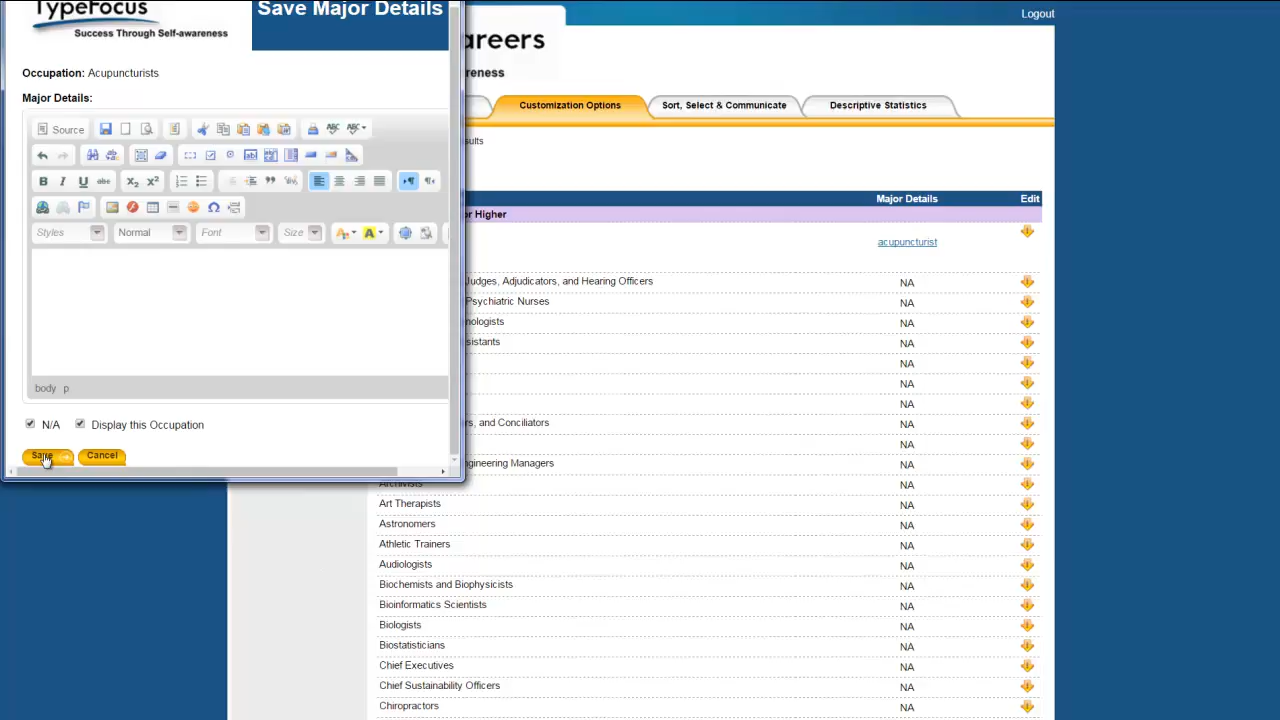 TypeFocus
Success Through Self-awareness
Save Major Details
Occupation: Acupuncturists
Major Details:
Source
Styles
Normal
Font
Size
body p
N/A
Display this Occupation
Save
Cancel
Logout
areers
reness
Customization Options
Sort, Select & Communicate
Descriptive Statistics
sults
Major Details
Edit
or Higher
acupuncturist
Judges, Adjudicators, and Hearing Officers NA
Psychiatric Nurses NA
nologists NA
sistants NA
NA
NA
NA
rs, and Conciliators NA
NA
ngineering Managers NA
Archivists NA
Art Therapists NA
Astronomers NA
Athletic Trainers NA
Audiologists NA
Biochemists and Biophysicists NA
Bioinformatics Scientists NA
Biologists NA
Biostatisticians NA
Chief Executives NA
Chief Sustainability Officers NA
Chiropractors NA